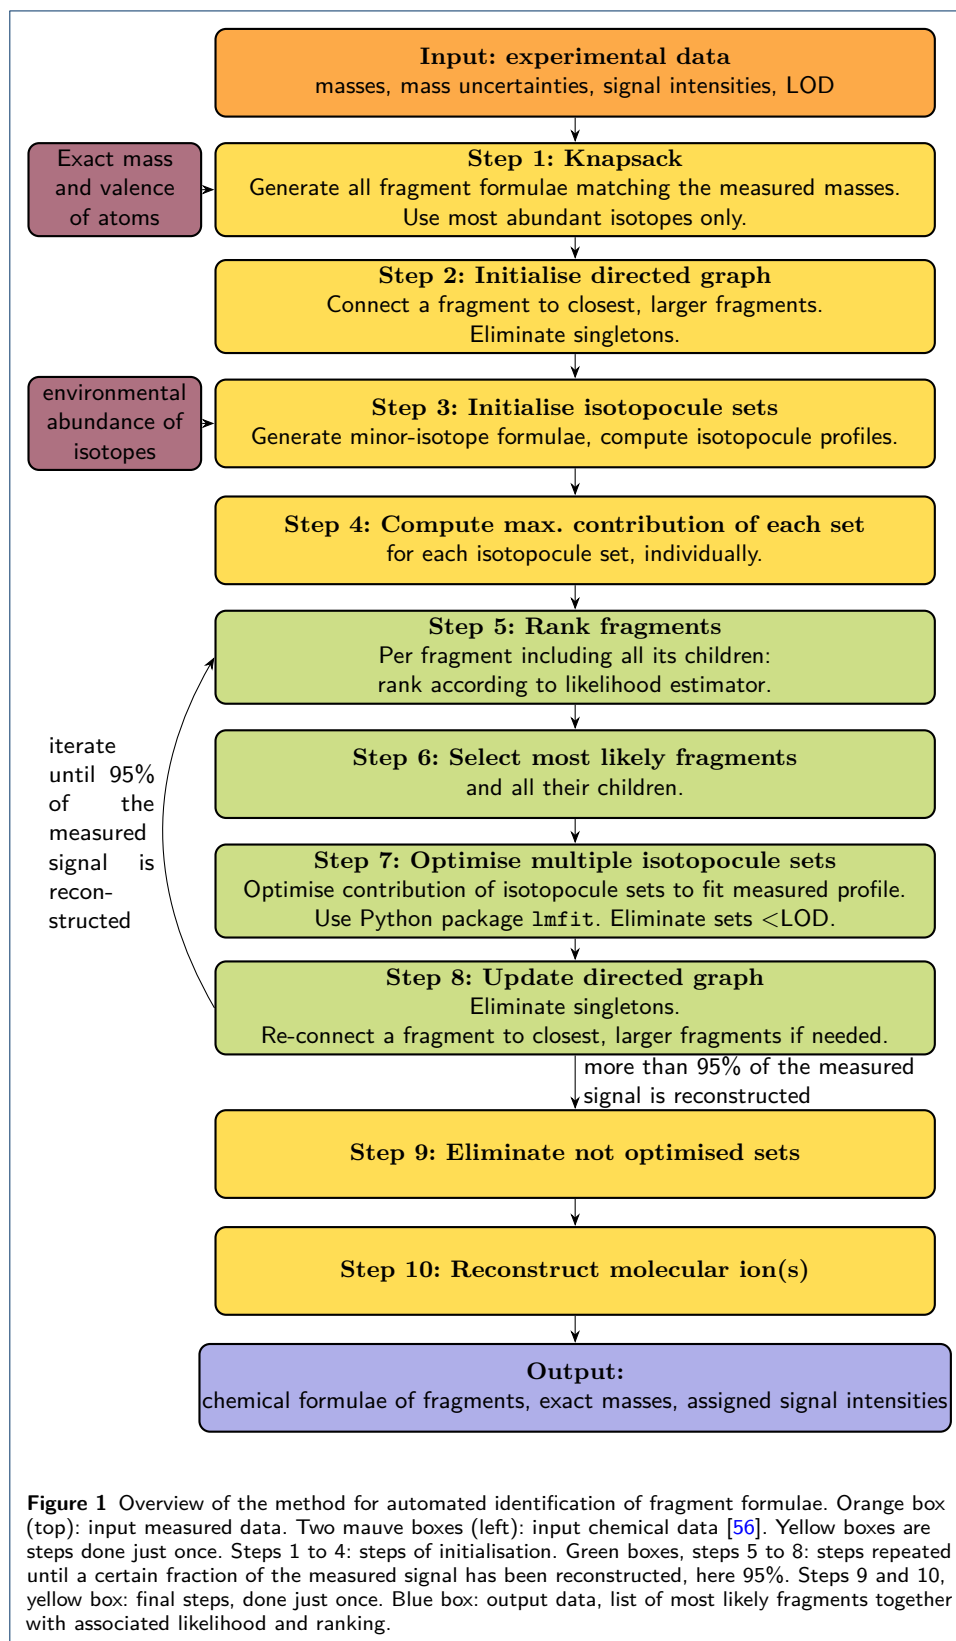 Input: experimental data
masses, mass uncertainties, signal intensities, LOD
Exact mass
and valence
of atoms
Step 1: Knapsack
Generate all fragment formulae matching the measured masses.
Use most abundant isotopes only.
Step 2: Initialise directed graph
Connect a fragment to closest, larger fragments.
Eliminate singletons.
environmental
abundance of
isotopes
Step 3: Initialise isotopocule sets
Generate minor-isotope formulae, compute isotopocule profiles.
Step 4: Compute max. contribution of each set
for each isotopocule set, individually.
Step 5: Rank fragments
Per fragment including all its children:
rank according to likelihood estimator.
iterate
until 95%
of the
measured
signal is
recon-
structed
Step 6: Select most likely fragments
and all their children.
Step 7: Optimise multiple isotopocule sets
Optimise contribution of isotopocule sets to fit measured profile.
Use Python package lmfit. Eliminate sets <LOD.
Step 8: Update directed graph
Eliminate singletons.
Re-connect a fragment to closest, larger fragments if needed.
more than 95% of the measured
signal is reconstructed
Step 9: Eliminate not optimised sets
Step 10: Reconstruct molecular ion(s)
Output:
chemical formulae of fragments, exact masses, assigned signal intensities
Figure 1 Overview of the method for automated identification of fragment formulae. Orange box
(top): input measured data. Two mauve boxes (left): input chemical data [56]. Yellow boxes are
steps done just once. Steps 1 to 4: steps of initialisation. Green boxes, steps 5 to 8: steps repeated
until a certain fraction of the measured signal has been reconstructed, here 95%. Steps 9 and 10,
yellow box: final steps, done just once. Blue box: output data, list of most likely fragments together
with associated likelihood and ranking.